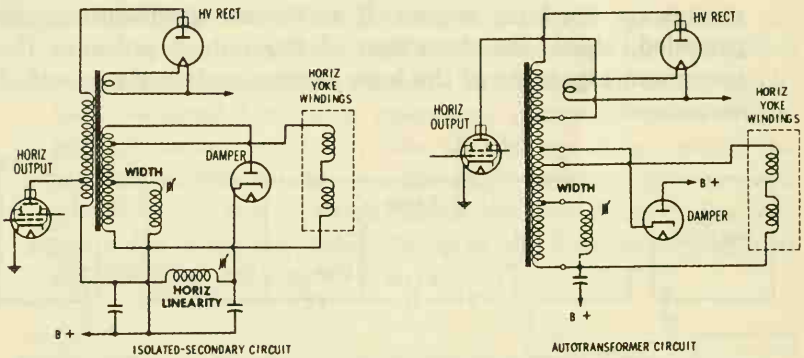 HV RECT
HORIZ
YOKE
WINDINGS
HORIZ
OUTPUT
DAMPER
WIDTH
HORIZ
LINEARITY
B +
ISOLATED-SECONDARY CIRCUIT
HV RECT
HORIZ
YOKE
WINDINGS
HORIZ
OUTPUT
B +
WIDTH
DAMPER
B +
AUTOTRANSFORMER CIRCUIT